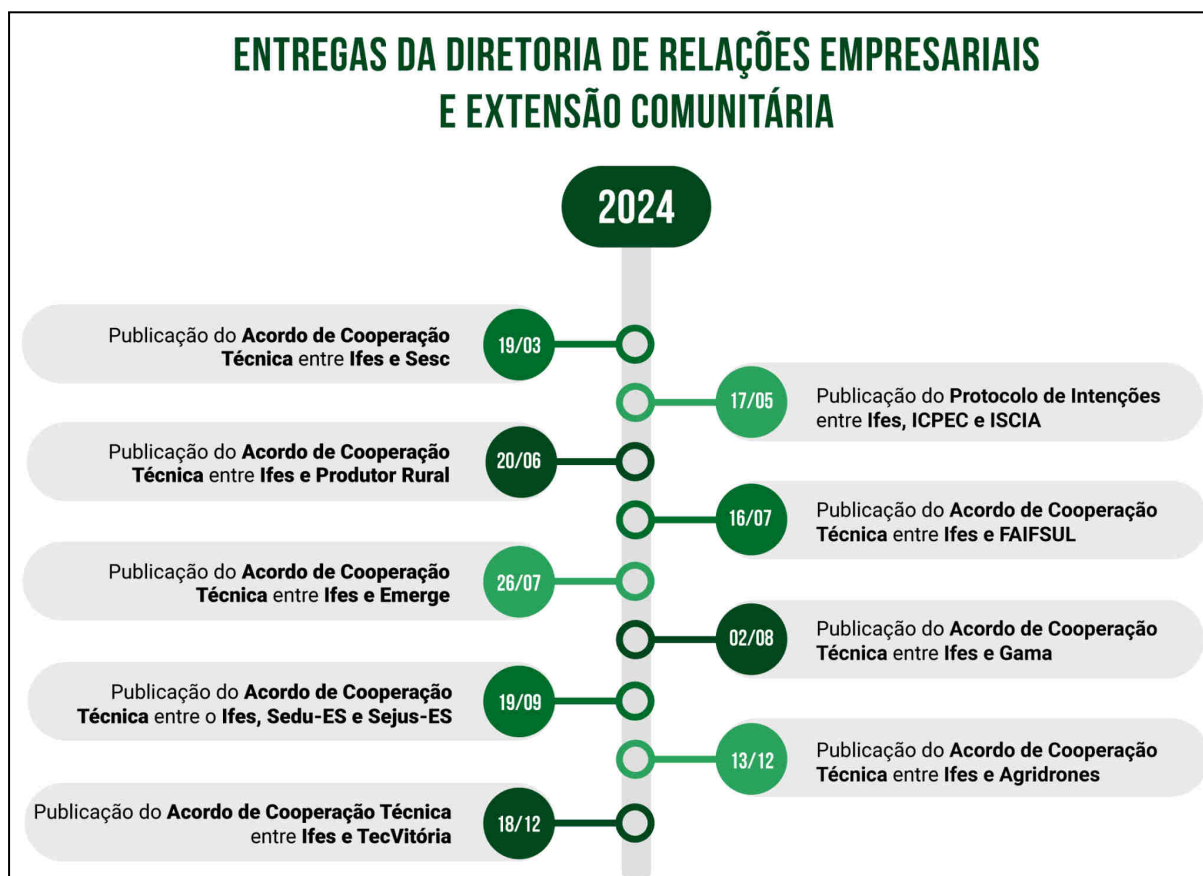 ENTREGAS DA DIRETORIA DE RELAÇÕES EMPRESARIAIS
E EXTENSÃO COMUNITÁRIA
2024
Publicação do Acordo de Cooperação
Técnica entre Ifes e Sesc
19/03
17/05
Publicação do Protocolo de Intenções
entre Ifes, ICPEC e ISCIA
Publicação do Acordo de Cooperação
Técnica entre Ifes e Produtor Rural
20/06
16/07
Publicação do Acordo de Cooperação
Técnica entre Ifes e FAIFSUL
Publicação do Acordo de Cooperação
Técnica entre Ifes e Emerge
26/07
02/08
Publicação do Acordo de Cooperação
Técnica entre Ifes e Gama
Publicação do Acordo de Cooperação
Técnica entre o Ifes, Sedu-ES e Sejus-ES
19/09
13/12
Publicação do Acordo de Cooperação
Técnica entre Ifes e Agridrones
Publicação do Acordo de Cooperação Técnica
entre Ifes e TecVitória
18/12